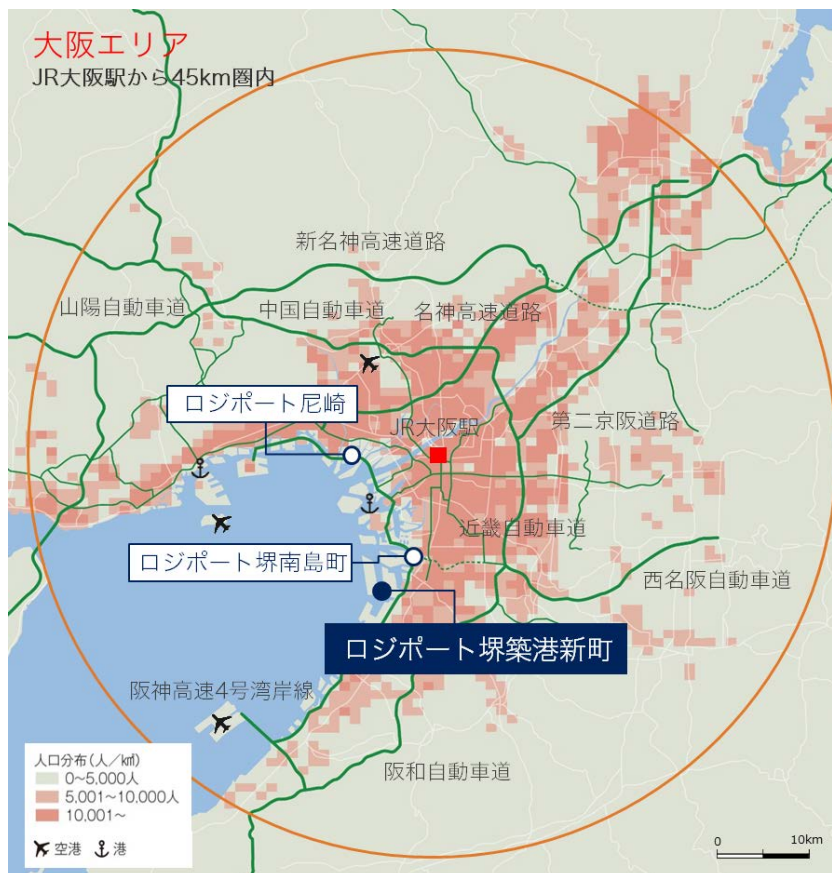 大阪エリア
JR大阪駅から45km圏内
新名神高速道路
山陽自動車道
中国自動車道
名神高速道路
ロジポート尼崎
JR大阪駅
第二京阪道路
近畿自動車道
ロジポート堺南島町
西名阪自動車道
ロジポート堺築港新町
阪神高速4号湾岸線
阪和自動車道
人口分布(人/㎢)
0~5,000人
5,001~10,000人
10,001~
空港 港
0 10km